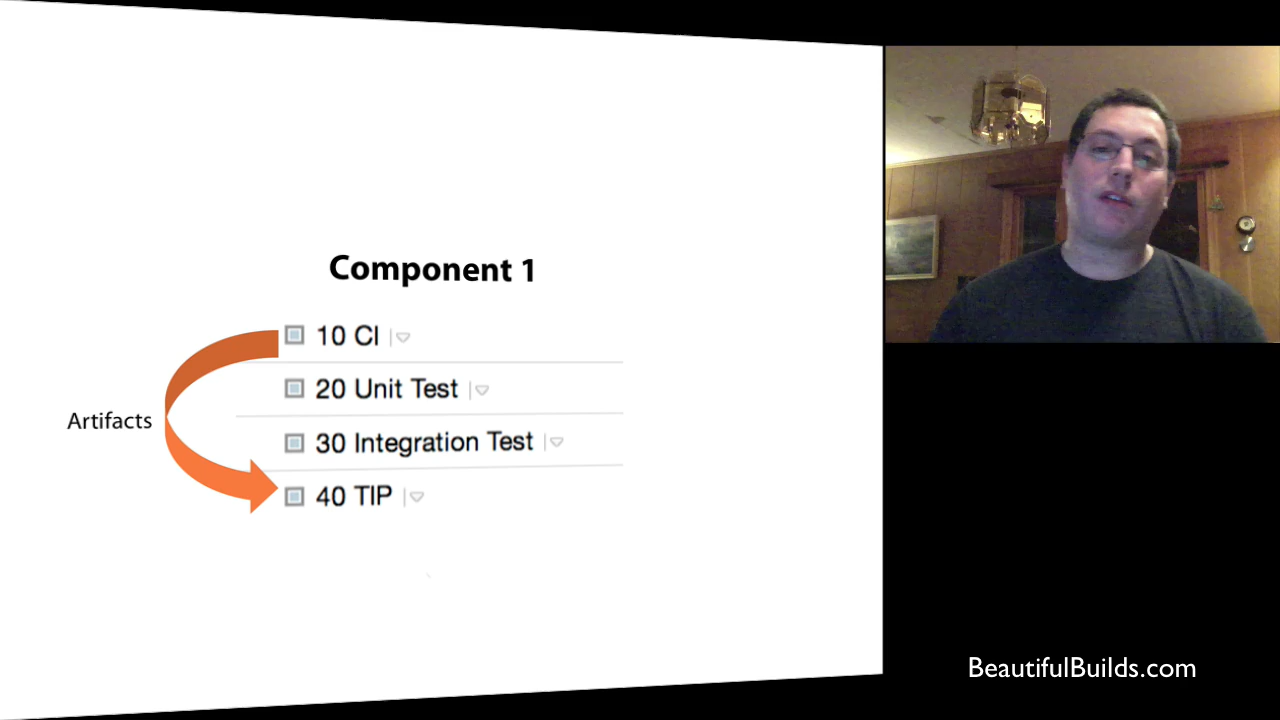 Component 1
10 CI
20 Unit Test
Artifacts
30 Integration Test
40 TIP
BeautifulBuilds.com